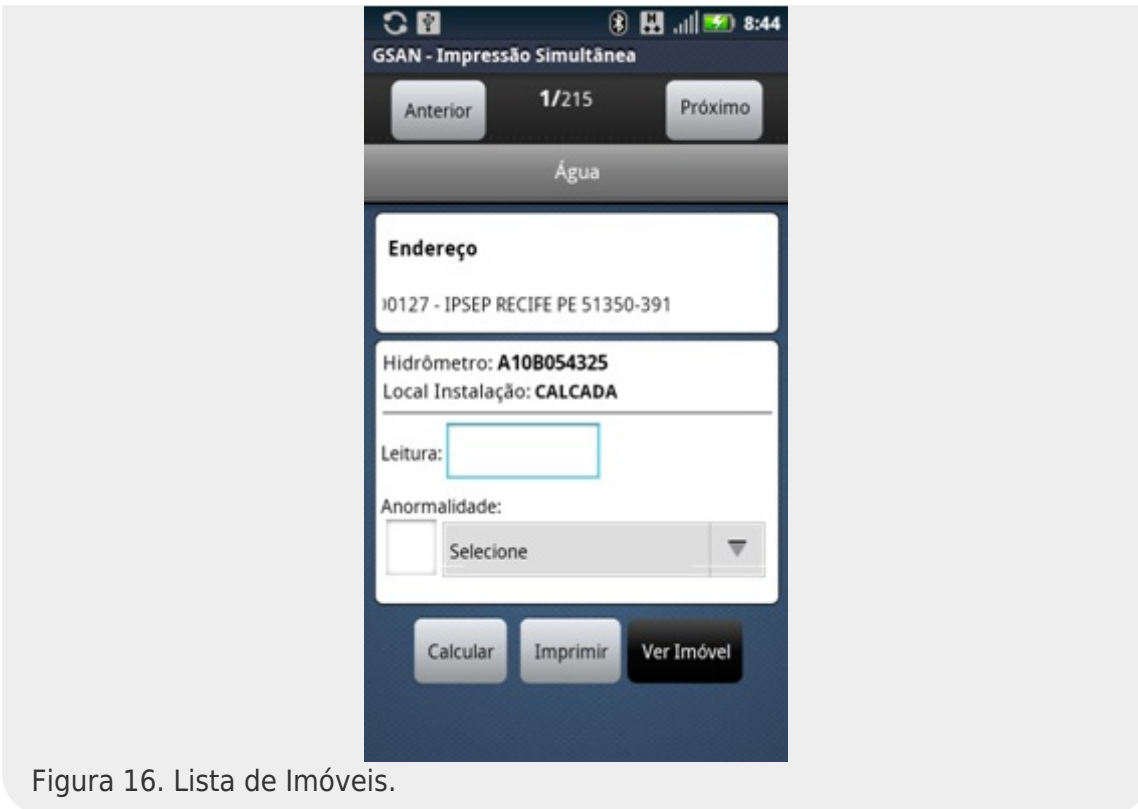 8:44
GSAN - Impressão Simultânea
Anterior 1/215 Próximo
Água
Endereço
00127 - IPSEP RECIFE PE 51350-391
Hidrômetro: A10B054325
Local Instalação: CALCADA
Leitura:
Anormalidade:
Selecione
Calcular Imprimir Ver Imóvel
Figura 16. Lista de Imóveis.